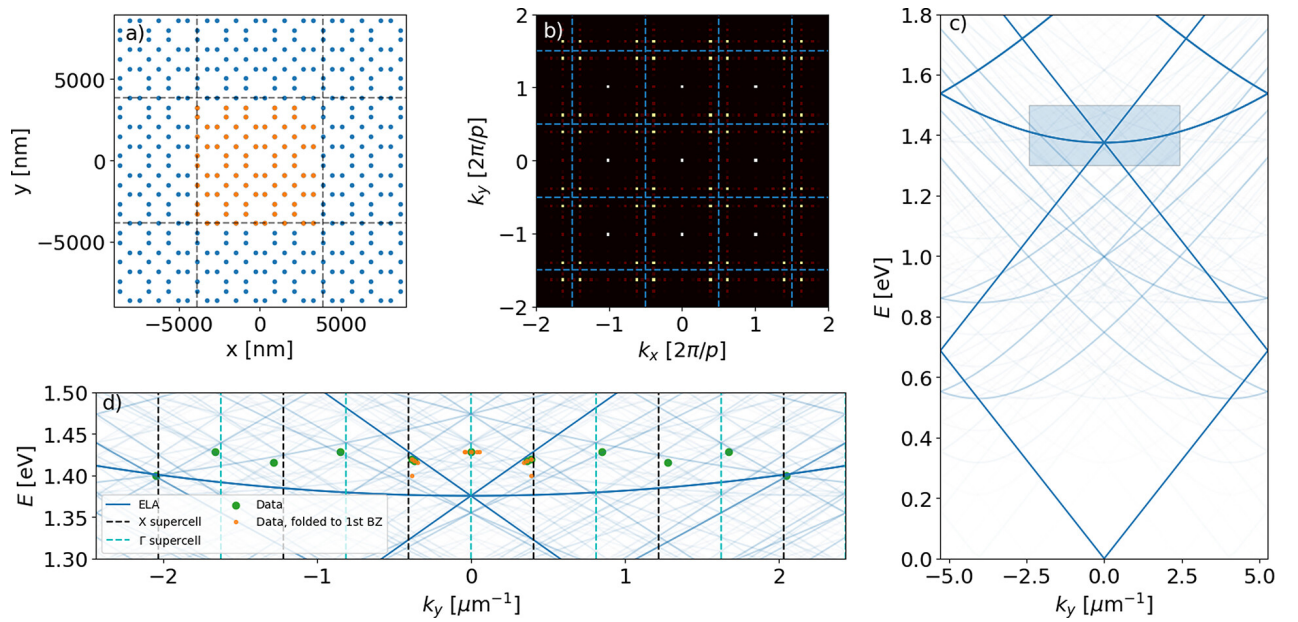 a)
5000
0
−5000
y [nm]
−5000
0
5000
x [nm]
b)
2
1
0
−1
−2
k_y [2π/p]
−2
−1
0
1
2
k_x [2π/p]
c)
1.8
1.6
1.4
1.2
1.0
0.8
0.6
0.4
0.2
0.0
E [eV]
−5.0
−2.5
0.0
2.5
5.0
k_y [μm⁻¹]
d)
1.50
1.45
1.40
1.35
1.30
E [eV]
ELA
X supercell
Γ supercell
Data
Data, folded to 1st BZ
−2
−1
0
1
2
k_y [μm⁻¹]